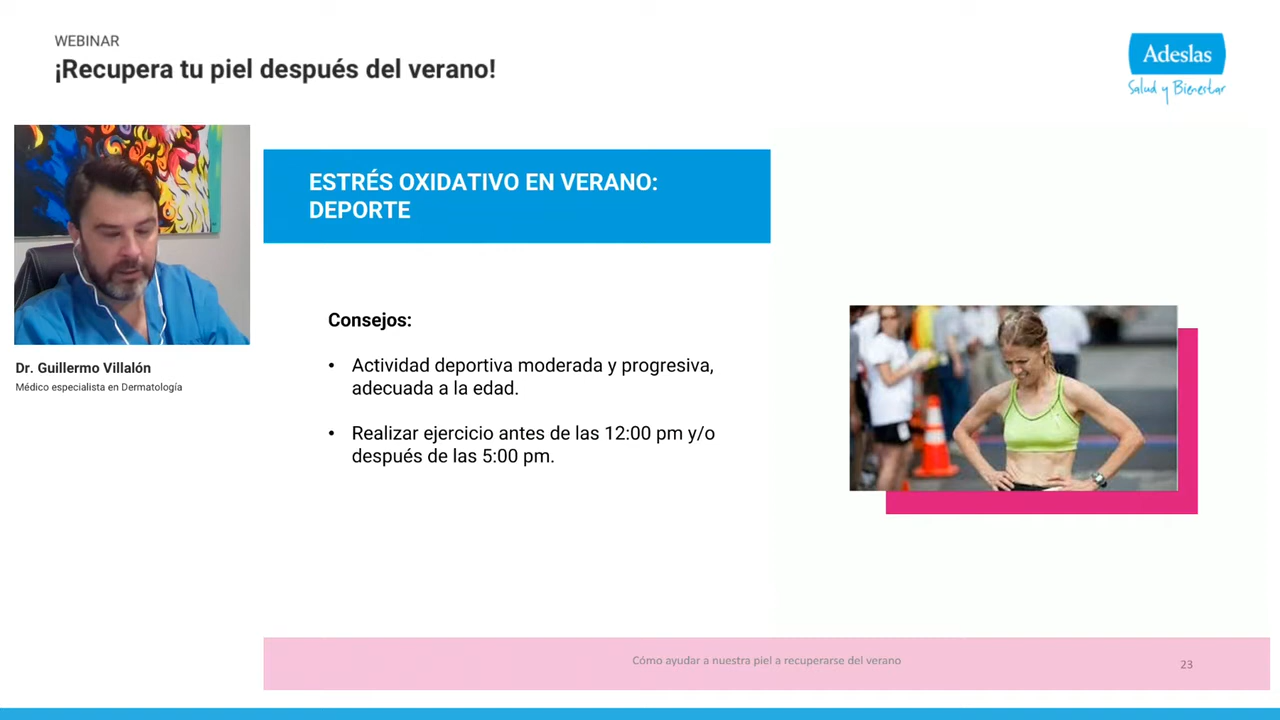 WEBINAR
¡Recupera tu piel después del verano!
Adeslas
Salud y Bienestar
Dr. Guillermo Villalón
Médico especialista en Dermatología
ESTRÉS OXIDATIVO EN VERANO:
DEPORTE
Consejos:
• Actividad deportiva moderada y progresiva,
adecuada a la edad.
• Realizar ejercicio antes de las 12:00 pm y/o
después de las 5:00 pm.
Cómo ayudar a nuestra piel a recuperarse del verano
23